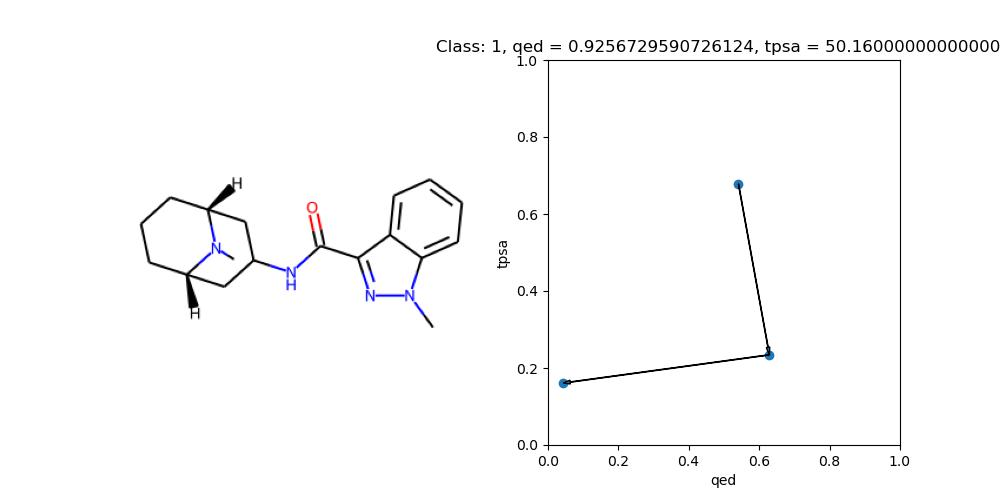 Class: 1, qed = 0.9256729590726124, tpsa = 50.16000000000000
1.0
0.8
0.6
0.4
0.2
0.0
tpsa
0.0 0.2 0.4 0.6 0.8 1.0
qed
H
O
N
N
H
N
N
H